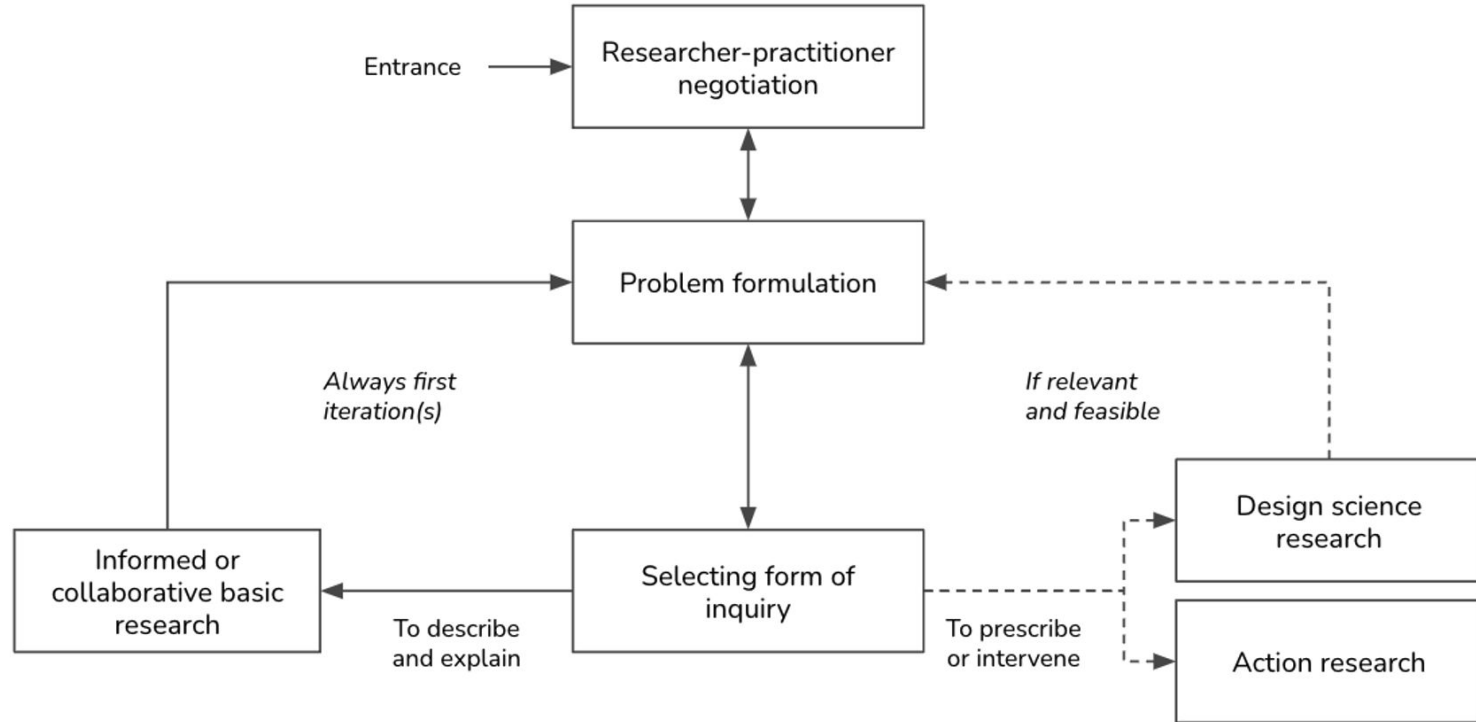 Entrance
Researcher-practitioner
negotiation
Problem formulation
Always first
iteration(s)
If relevant
and feasible
Informed or
collaborative basic
research
To describe
and explain
Selecting form of
inquiry
To prescribe
or intervene
Design science
research
Action research